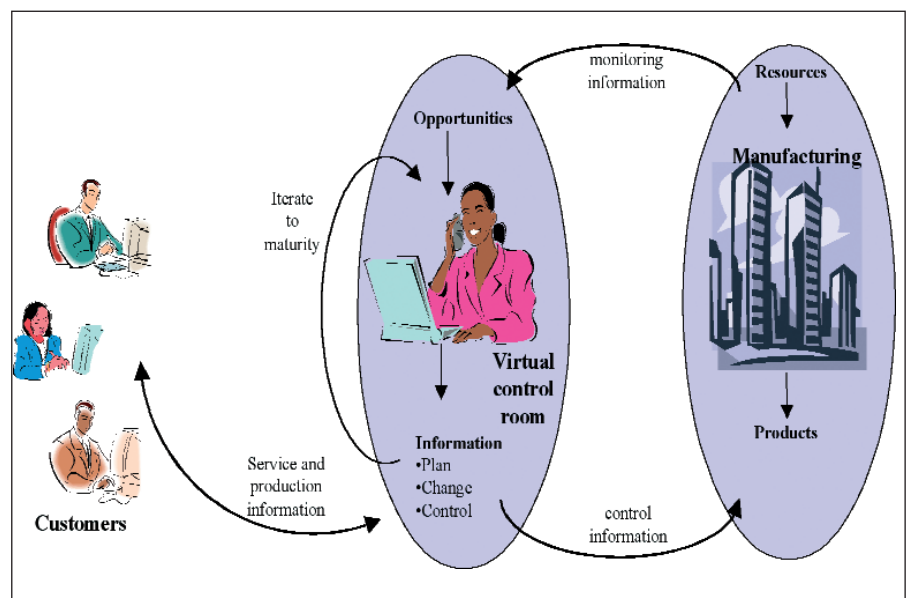 monitoring
information
Resources
Opportunities
Manufacturing
Iterate
to
maturity
Virtual
control
room
Information
•Plan
•Change
•Control
Products
Service and
production
information
Customers
control
information